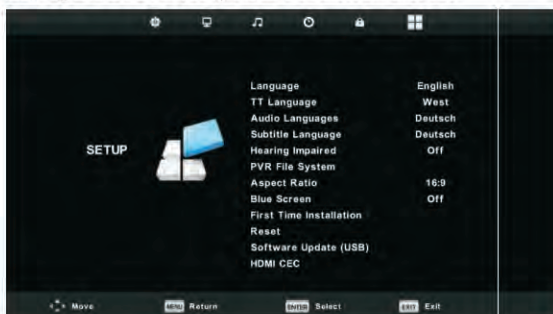 Language English
TT Language West
Audio Languages Deutsch
Subtitle Language Deutsch
SETUP
Hearing Impaired Off
PVR File System
Aspect Ratio 16:9
Blue Screen Off
First Time Installation
Reset
Software Update (USB)
HDMI CEC
Move MENU Return ENTER Select EXIT Exit